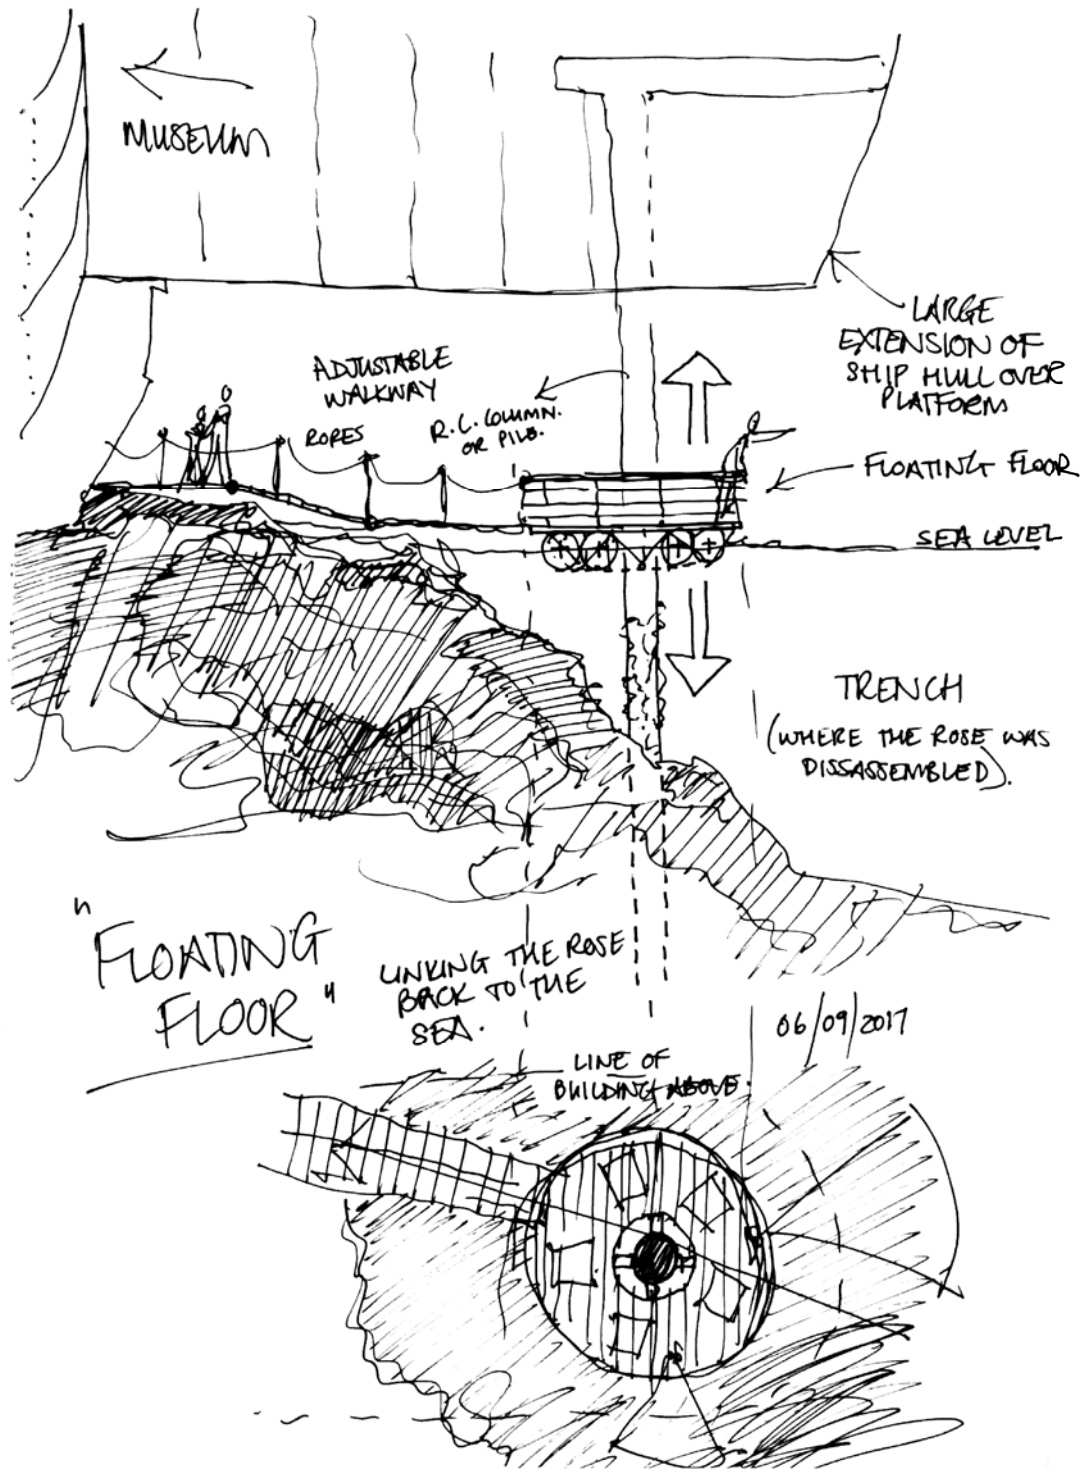 MUSEUM
LARGE
EXTENSION OF
SHIP HULL OVER
PLATFORM
ADJUSTABLE
WALKWAY
ROPES
R.C. COLUMN.
OR PILE.
FLOATING FLOOR
SEA LEVEL
TRENCH
(WHERE THE ROSE WAS
DISSASSEMBLED).
"FLOATING
FLOOR"
LINKING THE ROSE
BACK TO THE
SEA.
06/09/2017
LINE OF
BUILDING ABOVE.